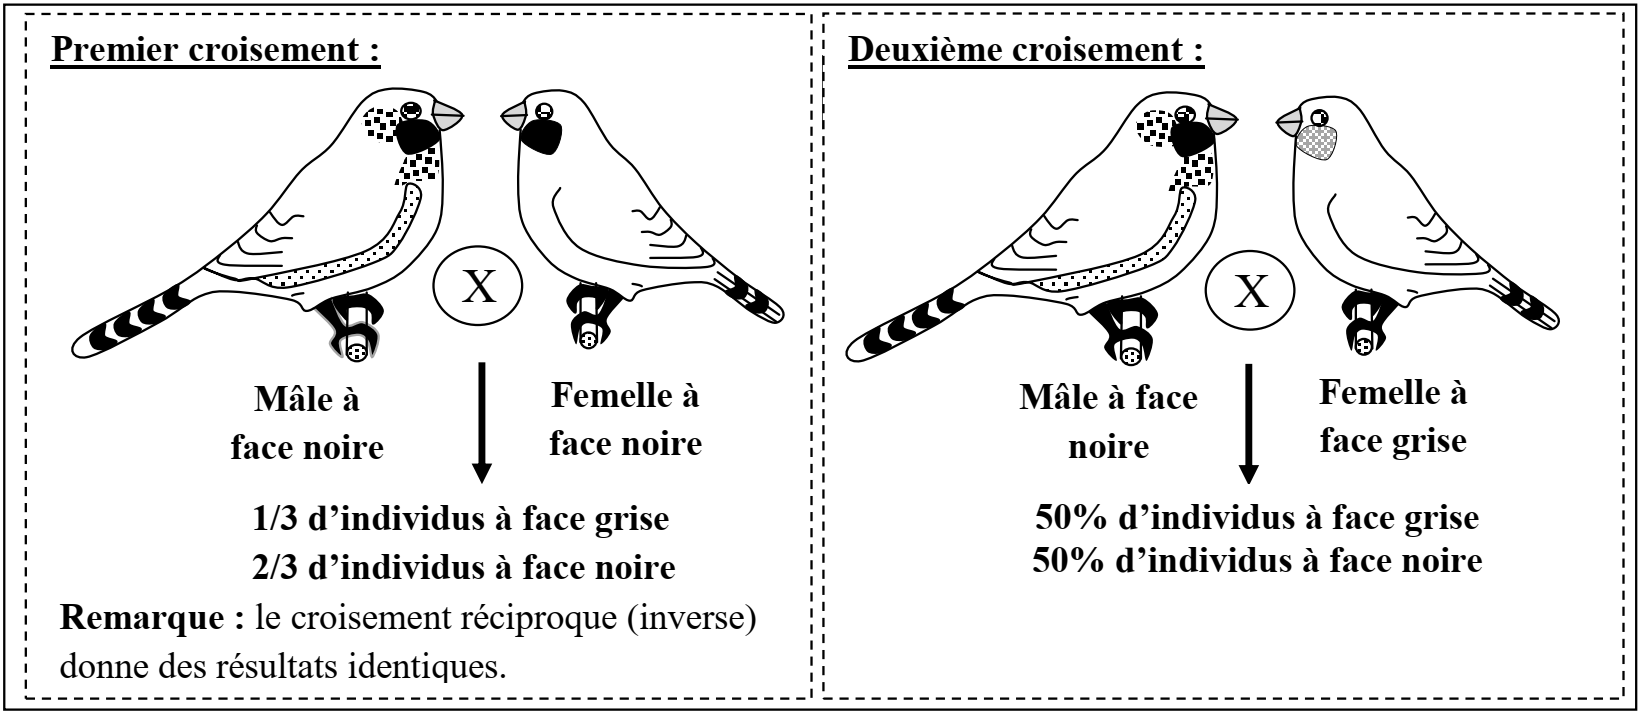 Premier croisement :
X
Mâle à
face noire
Femelle à
face noire
1/3 d’individus à face grise
2/3 d’individus à face noire
Remarque : le croisement réciproque (inverse)
donne des résultats identiques.
Deuxième croisement :
X
Mâle à face
noire
Femelle à
face grise
50% d’individus à face grise
50% d’individus à face noire